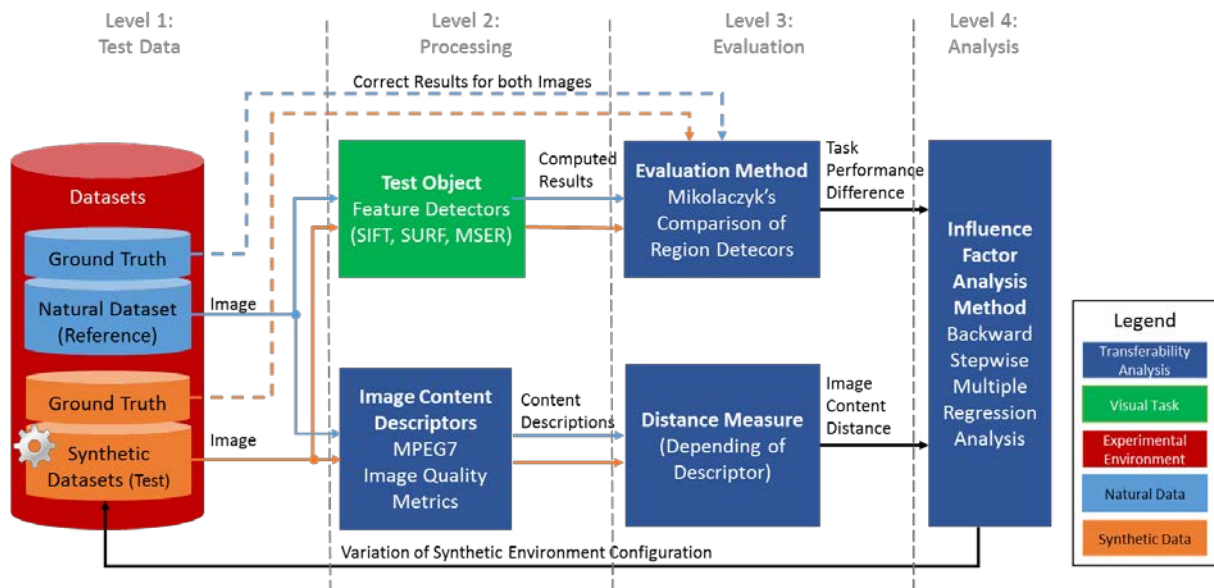 Level 1:
Test Data
Level 2:
Processing
Level 3:
Evaluation
Level 4:
Analysis
Correct Results for both Images
Datasets
Ground Truth
Natural Dataset
(Reference)
Ground Truth
Synthetic
Datasets (Test)
Image
Image
Test Object
Feature Detectors
(SIFT, SURF, MSER)
Computed
Results
Evaluation Method
Mikolaczyk's
Comparison of
Region Detecors
Task
Performance
Difference
Image Content
Descriptors
MPEG7
Image Quality
Metrics
Content
Descriptions
Distance Measure
(Depending of
Descriptor)
Image
Content
Distance
Influence
Factor
Analysis
Method
Backward
Stepwise
Multiple
Regression
Analysis
Variation of Synthetic Environment Configuration
Legend
Transferability
Analysis
Visual Task
Experimental
Environment
Natural Data
Synthetic Data